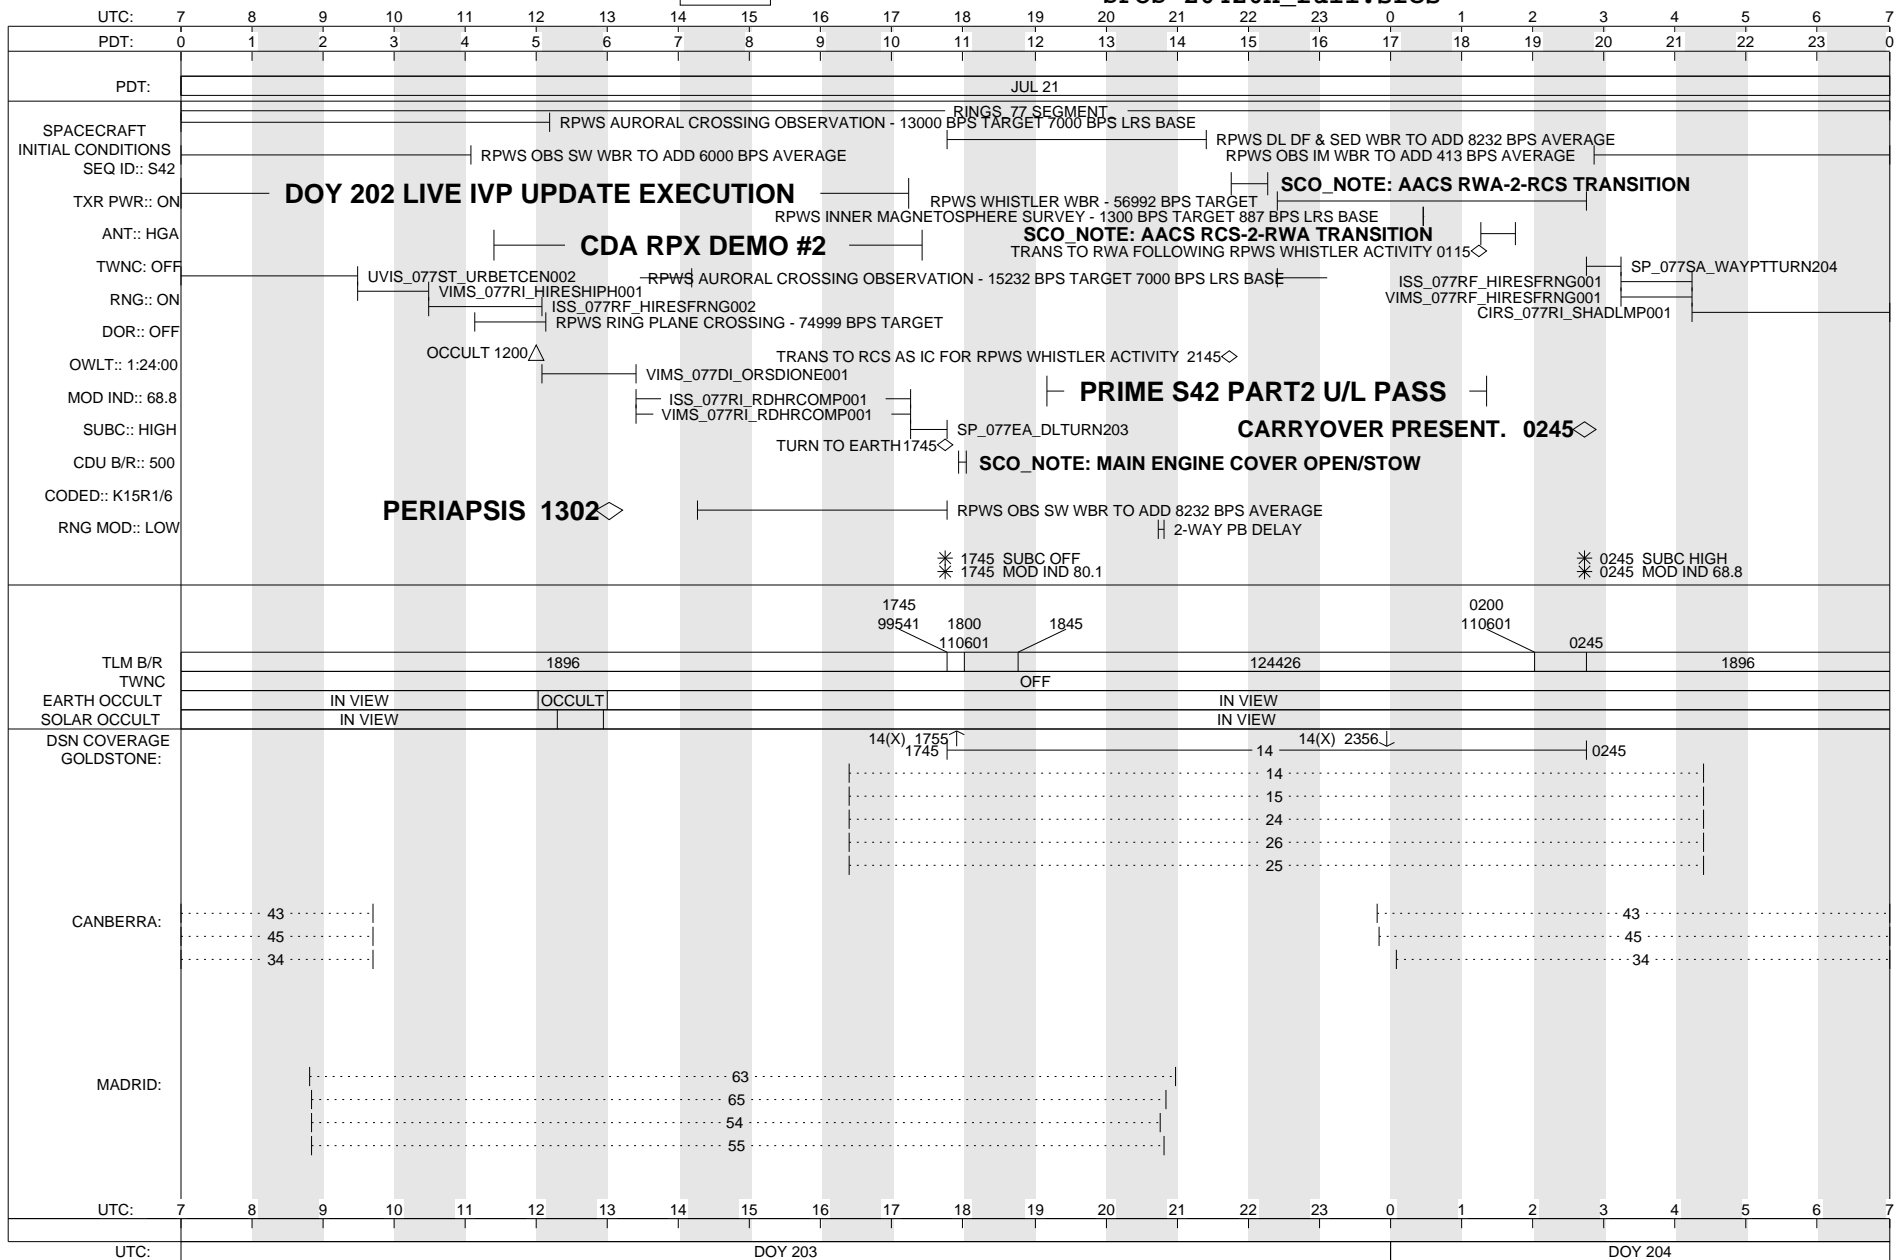 UTC: 7 8 9 10 11 12 13 14 15 16 17 18 19 20 21 22 23 0 1 2 3 4 5 6 7
PDT: 0 1 2 3 4 5 6 7 8 9 10 11 12 13 14 15 16 17 18 19 20 21 22 23 0
PDT: JUL 21
SPACECRAFT
INITIAL CONDITIONS
SEQ ID:: S42
TXR PWR:: ON
ANT:: HGA
TWNC: OFF
RNG:: ON
DOR:: OFF
OWLT:: 1:24:00
MOD IND:: 68.8
SUBC:: HIGH
CDU B/R:: 500
CODED:: K15R1/6
RNG MOD:: LOW
RINGS_77 SEGMENT_
RPWS AURORAL CROSSING OBSERVATION - 13000 BPS TARGET 7000 BPS LRS BASE
RPWS DL DF & SED WBR TO ADD 8232 BPS AVERAGE
RPWS OBS SW WBR TO ADD 6000 BPS AVERAGE
RPWS OBS IM WBR TO ADD 413 BPS AVERAGE
SCO_NOTE: AACS RWA-2-RCS TRANSITION
DOY 202 LIVE IVP UPDATE EXECUTION
RPWS WHISTLER WBR - 56992 BPS TARGET
RPWS INNER MAGNETOSPHERE SURVEY - 1300 BPS TARGET 887 BPS LRS BASE
SCO_NOTE: AACS RCS-2-RWA TRANSITION
CDA RPX DEMO #2
TRANS TO RWA FOLLOWING RPWS WHISTLER ACTIVITY 0115
SP_077SA_WAYPTTURN204
UVIS_077ST_URBETCEN002
RPWS AURORAL CROSSING OBSERVATION - 15232 BPS TARGET 7000 BPS LRS BASE
ISS_077RF_HIRESFRNG001
VIMS_077RI_HIRESHIPH001
VIMS_077RF_HIRESFRNG001
ISS_077RF_HIRESFRNG002
CIRS_077RI_SHADLMP001
RPWS RING PLANE CROSSING - 74999 BPS TARGET
OCCULT 1200
TRANS TO RCS AS IC FOR RPWS WHISTLER ACTIVITY 2145
VIMS_077DI_ORSDIONE001
PRIME S42 PART2 U/L PASS
ISS_077RI_RDHRCOMP001
VIMS_077RI_RDHRCOMP001
SP_077EA_DLTURN203
CARRYOVER PRESENT. 0245
TURN TO EARTH1745
SCO_NOTE: MAIN ENGINE COVER OPEN/STOW
PERIAPSIS 1302
RPWS OBS SW WBR TO ADD 8232 BPS AVERAGE
2-WAY PB DELAY
1745 SUBC OFF
1745 MOD IND 80.1
0245 SUBC HIGH
0245 MOD IND 68.8
1745 0200
99541 1800 1845 110601
110601 0245
TLM B/R 1896 124426 1896
TWNC OFF
EARTH OCCULT IN VIEW OCCULT IN VIEW
SOLAR OCCULT IN VIEW IN VIEW
DSN COVERAGE
14(X) 1755 14(X) 2356
GOLDSTONE:
1745 14 0245
14
15
24
26
25
CANBERRA:
43 43
45 45
34 34
MADRID:
63
65
54
55
UTC: 7 8 9 10 11 12 13 14 15 16 17 18 19 20 21 22 23 0 1 2 3 4 5 6 7
UTC: DOY 203 DOY 204